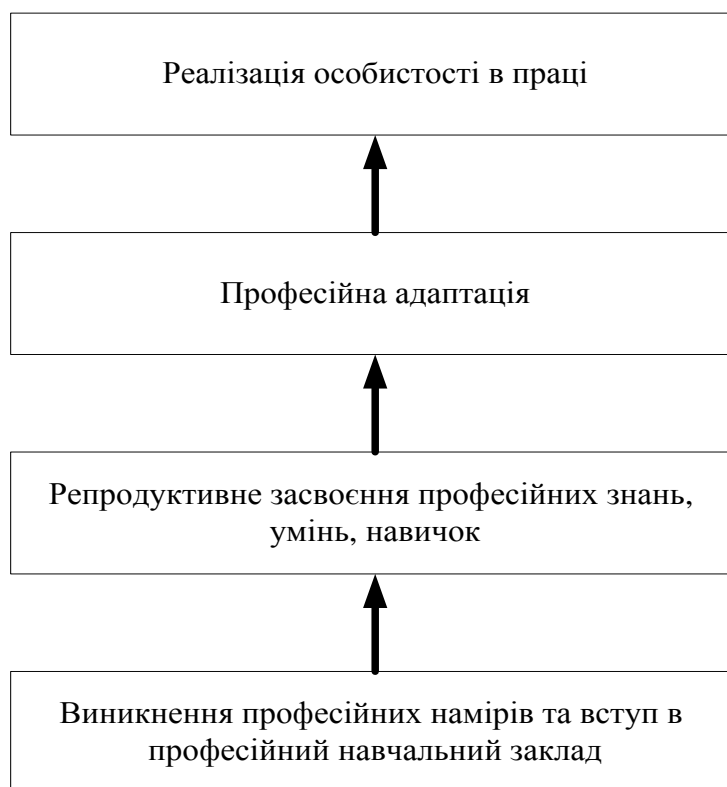 Реалізація особистості в праці
Професійна адаптація
Репродуктивне засвоєння професійних знань,
умінь, навичок
Виникнення професійних намірів та вступ в
професійний навчальний заклад